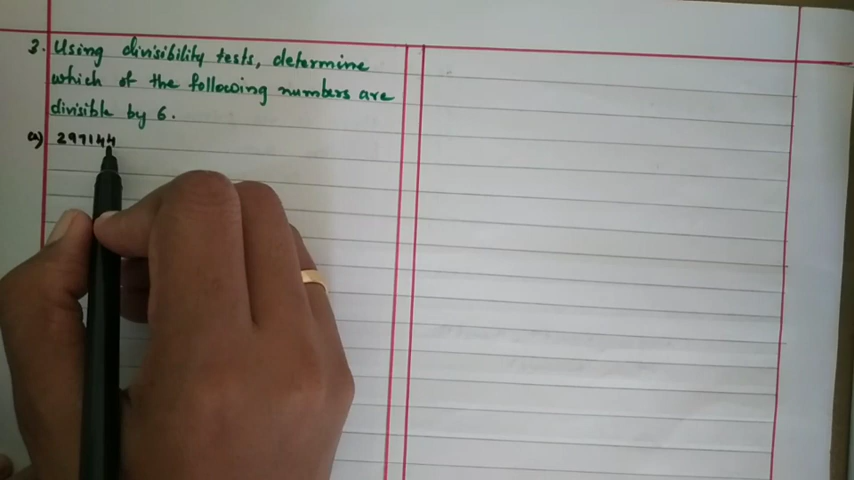 3. Using divisibility tests, determine
which of the following numbers are
divisible by 6.
a) 297144